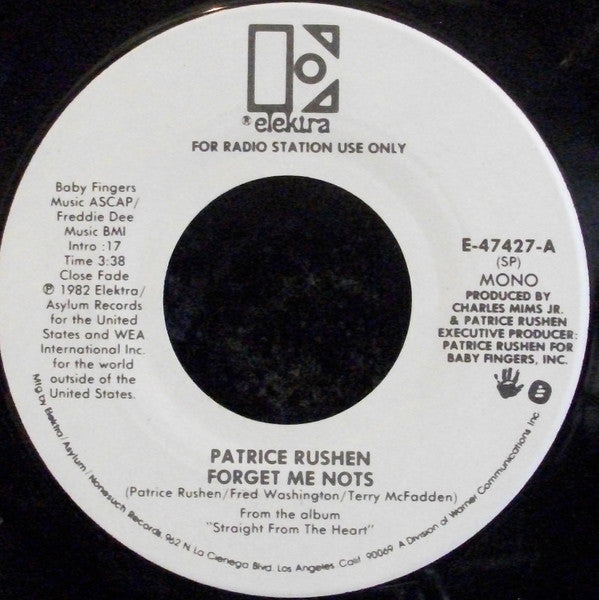 ® elektra
FOR RADIO STATION USE ONLY
Baby Fingers
Music ASCAP/
Freddie Dee
Music BMI
Intro :17
Time 3:38
Close Fade
℗ 1982 Elektra/
Asylum Records
for the United
States and WEA
International Inc.
for the world
outside of the
United States.
E-47427-A
(SP)
MONO
PRODUCED BY
CHARLES MIMS JR.
& PATRICE RUSHEN
EXECUTIVE PRODUCER:
PATRICE RUSHEN FOR
BABY FINGERS, INC.
PATRICE RUSHEN
FORGET ME NOTS
(Patrice Rushen/Fred Washington/Terry McFadden)
From the album
"Straight From The Heart"
Mfg by Elektra/Asylum/Nonesuch Records, 962 N. La Cienega Blvd. Los Angeles, Calif. 90069 A Division of Warner Communications Inc